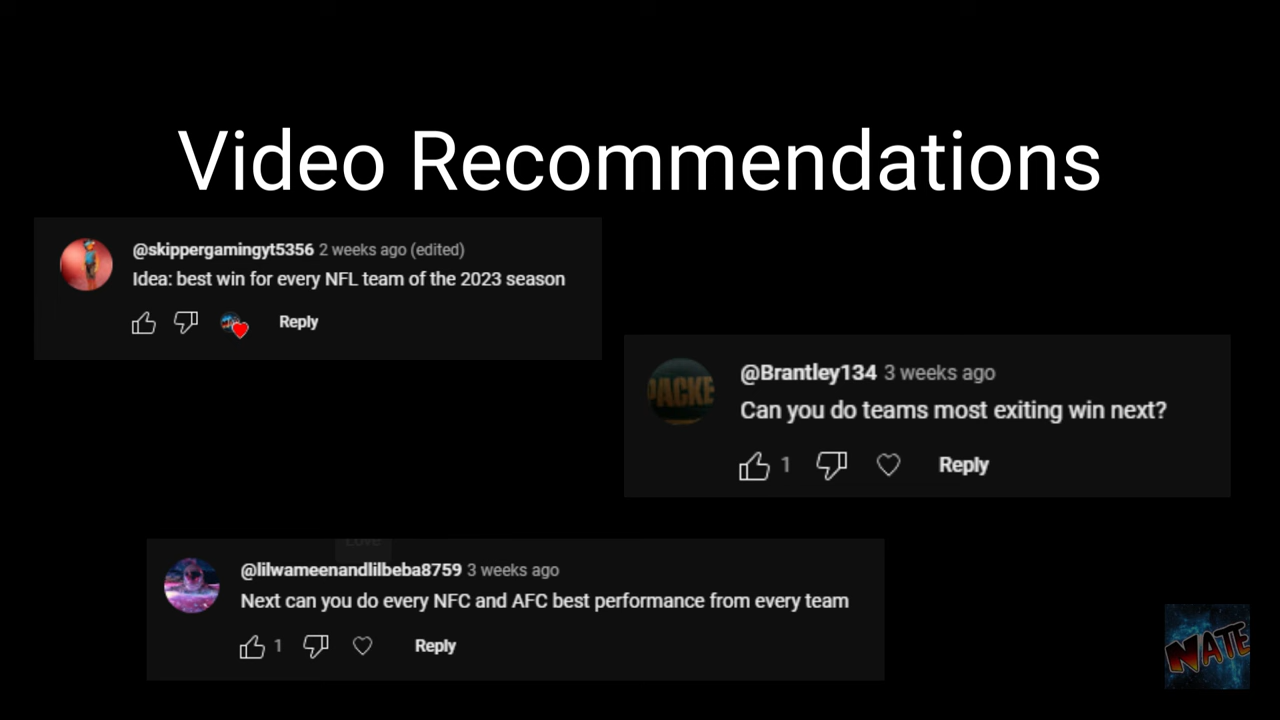 Video Recommendations
@skippergamingyt5356 2 weeks ago (edited)
Idea: best win for every NFL team of the 2023 season
Reply
PACKE
@Brantley134 3 weeks ago
Can you do teams most exiting win next?
1 Reply
Love
@lilwameenandlilbeba8759 3 weeks ago
Next can you do every NFC and AFC best performance from every team
1 Reply
NATE